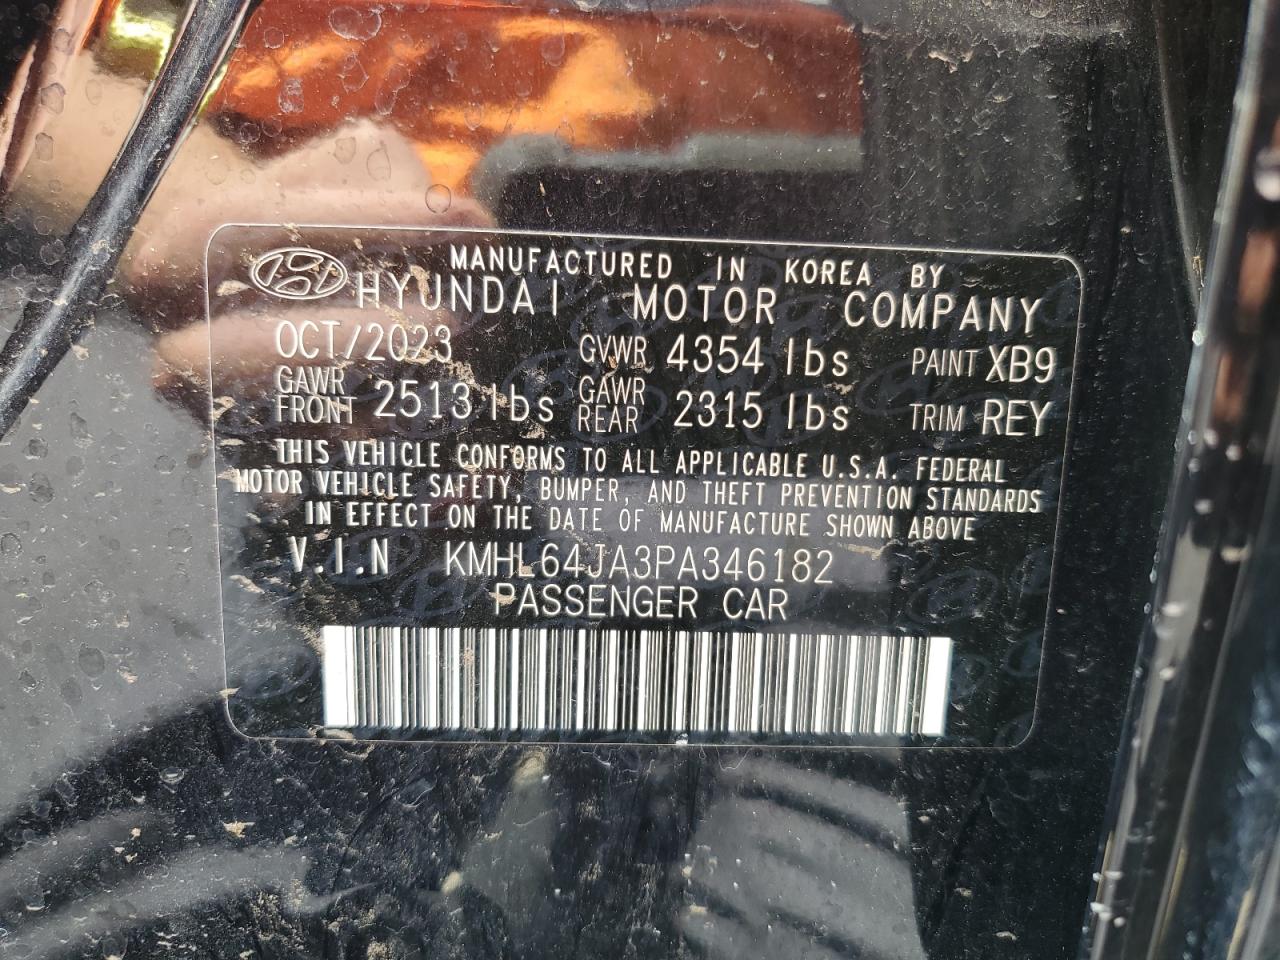 MANUFACTURED IN KOREA BY
HYUNDAI MOTOR COMPANY
OCT/2023 GVWR 4354 lbs PAINT XB9
GAWR FRONT 2513 lbs GAWR REAR 2315 lbs TRIM REY
THIS VEHICLE CONFORMS TO ALL APPLICABLE U.S.A. FEDERAL
MOTOR VEHICLE SAFETY, BUMPER, AND THEFT PREVENTION STANDARDS
IN EFFECT ON THE DATE OF MANUFACTURE SHOWN ABOVE
V.I.N KMHL64JA3PA346182
PASSENGER CAR